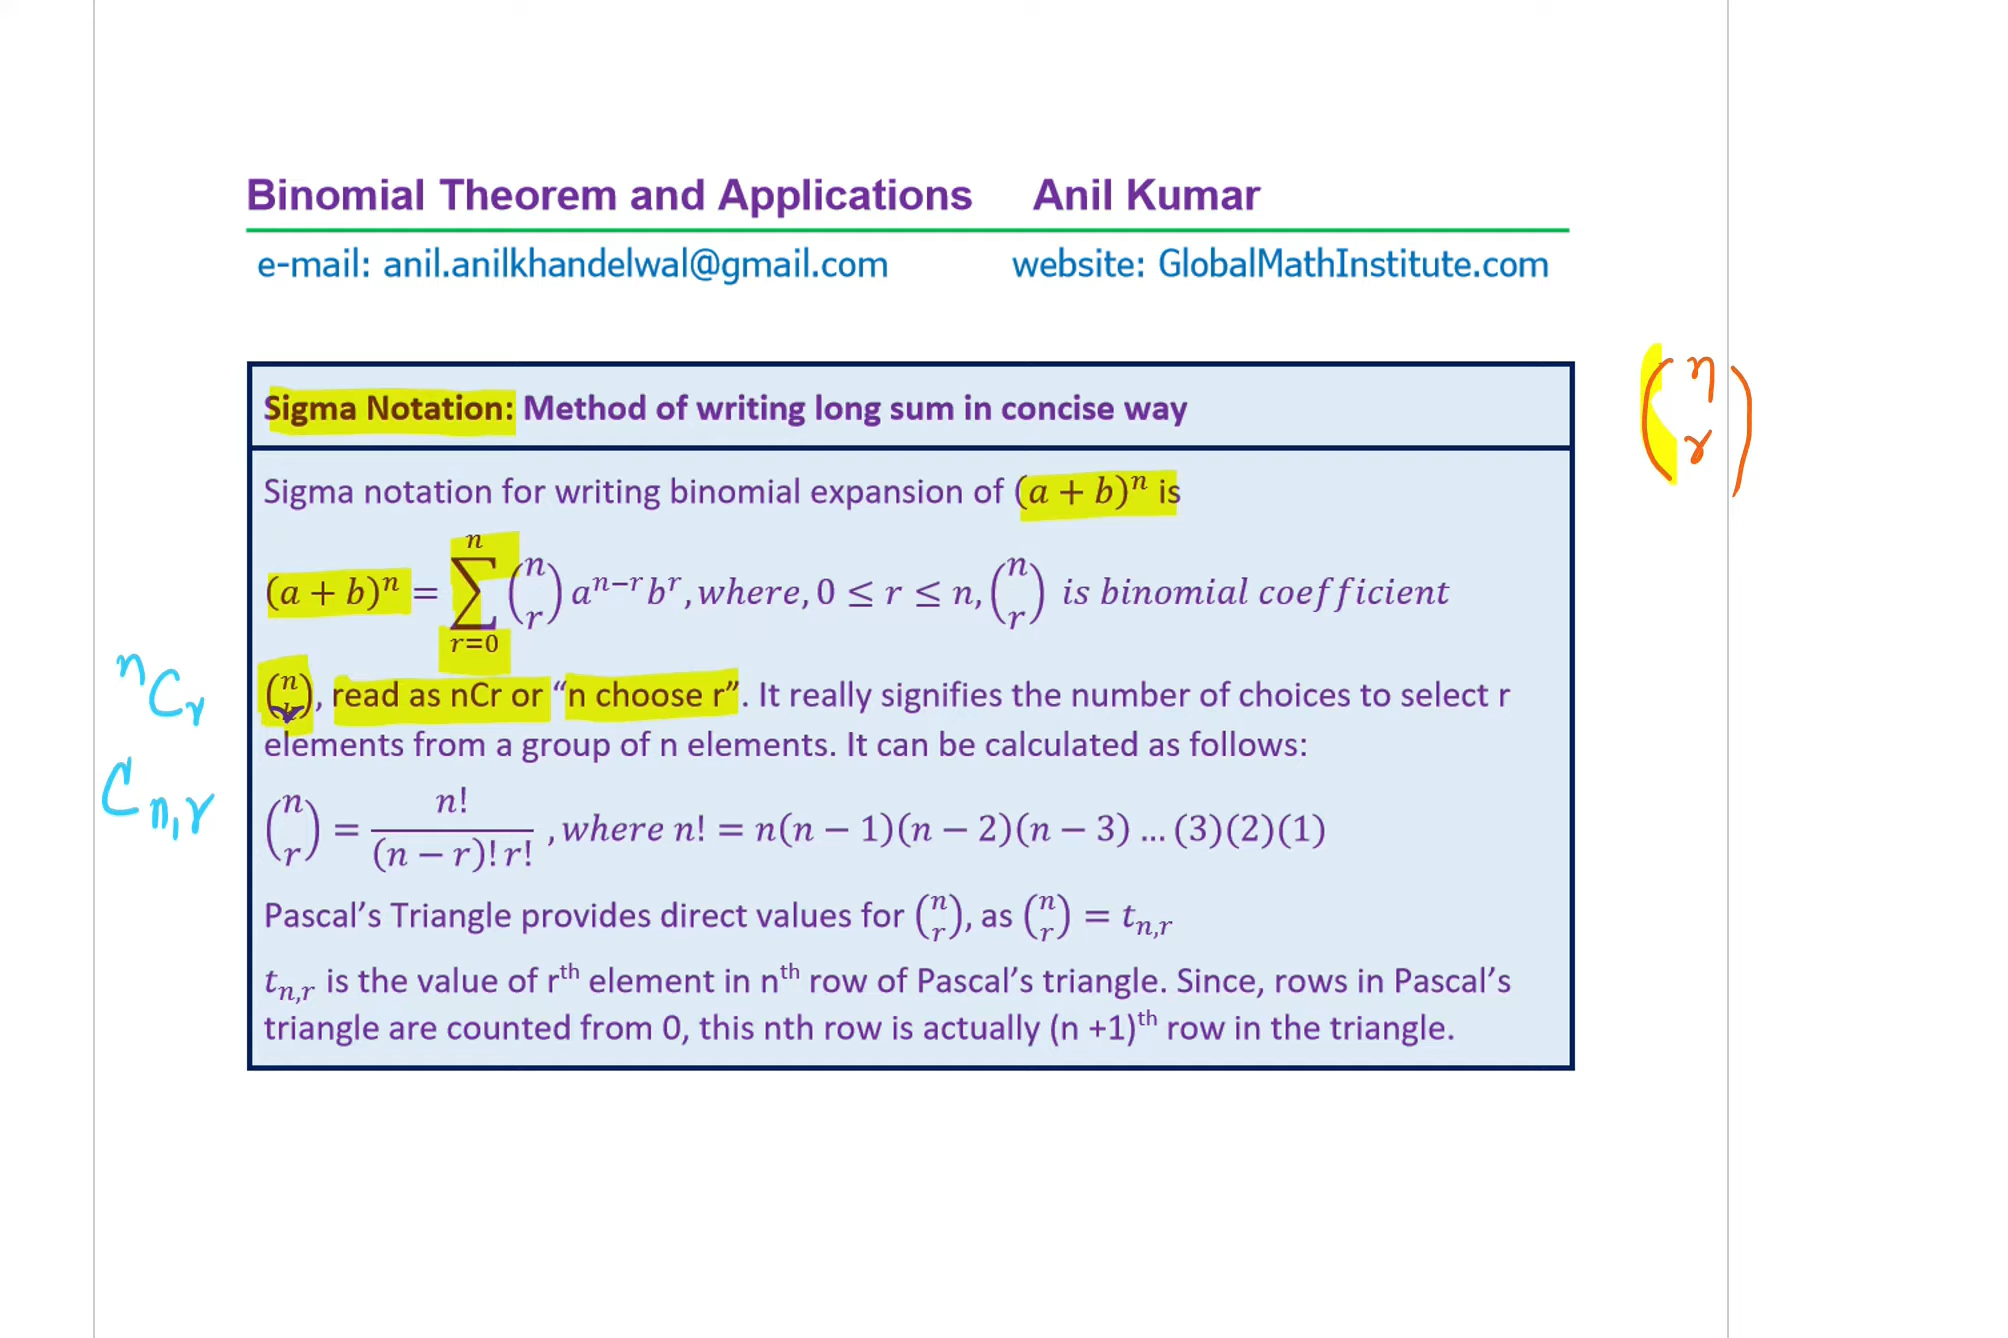 Binomial Theorem and Applications Anil Kumar
e-mail: anil.anilkhandelwal@gmail.com website: GlobalMathInstitute.com
Sigma Notation: Method of writing long sum in concise way
(n r)
Sigma notation for writing binomial expansion of (a + b)ⁿ is
(a + b)ⁿ = ∑_{r=0}^{n} (n r) aⁿ⁻ʳbʳ, where, 0 ≤ r ≤ n, (n r) is binomial coefficient
ⁿCᵣ
(n r), read as nCr or “n choose r”. It really signifies the number of choices to select r
elements from a group of n elements. It can be calculated as follows:
C_{n,r}
(n r) = n! / (n − r)! r! , where n! = n(n − 1)(n − 2)(n − 3) … (3)(2)(1)
Pascal’s Triangle provides direct values for (n r), as (n r) = t_{n,r}
t_{n,r} is the value of rᵗʰ element in nᵗʰ row of Pascal’s triangle. Since, rows in Pascal’s
triangle are counted from 0, this nth row is actually (n +1)ᵗʰ row in the triangle.